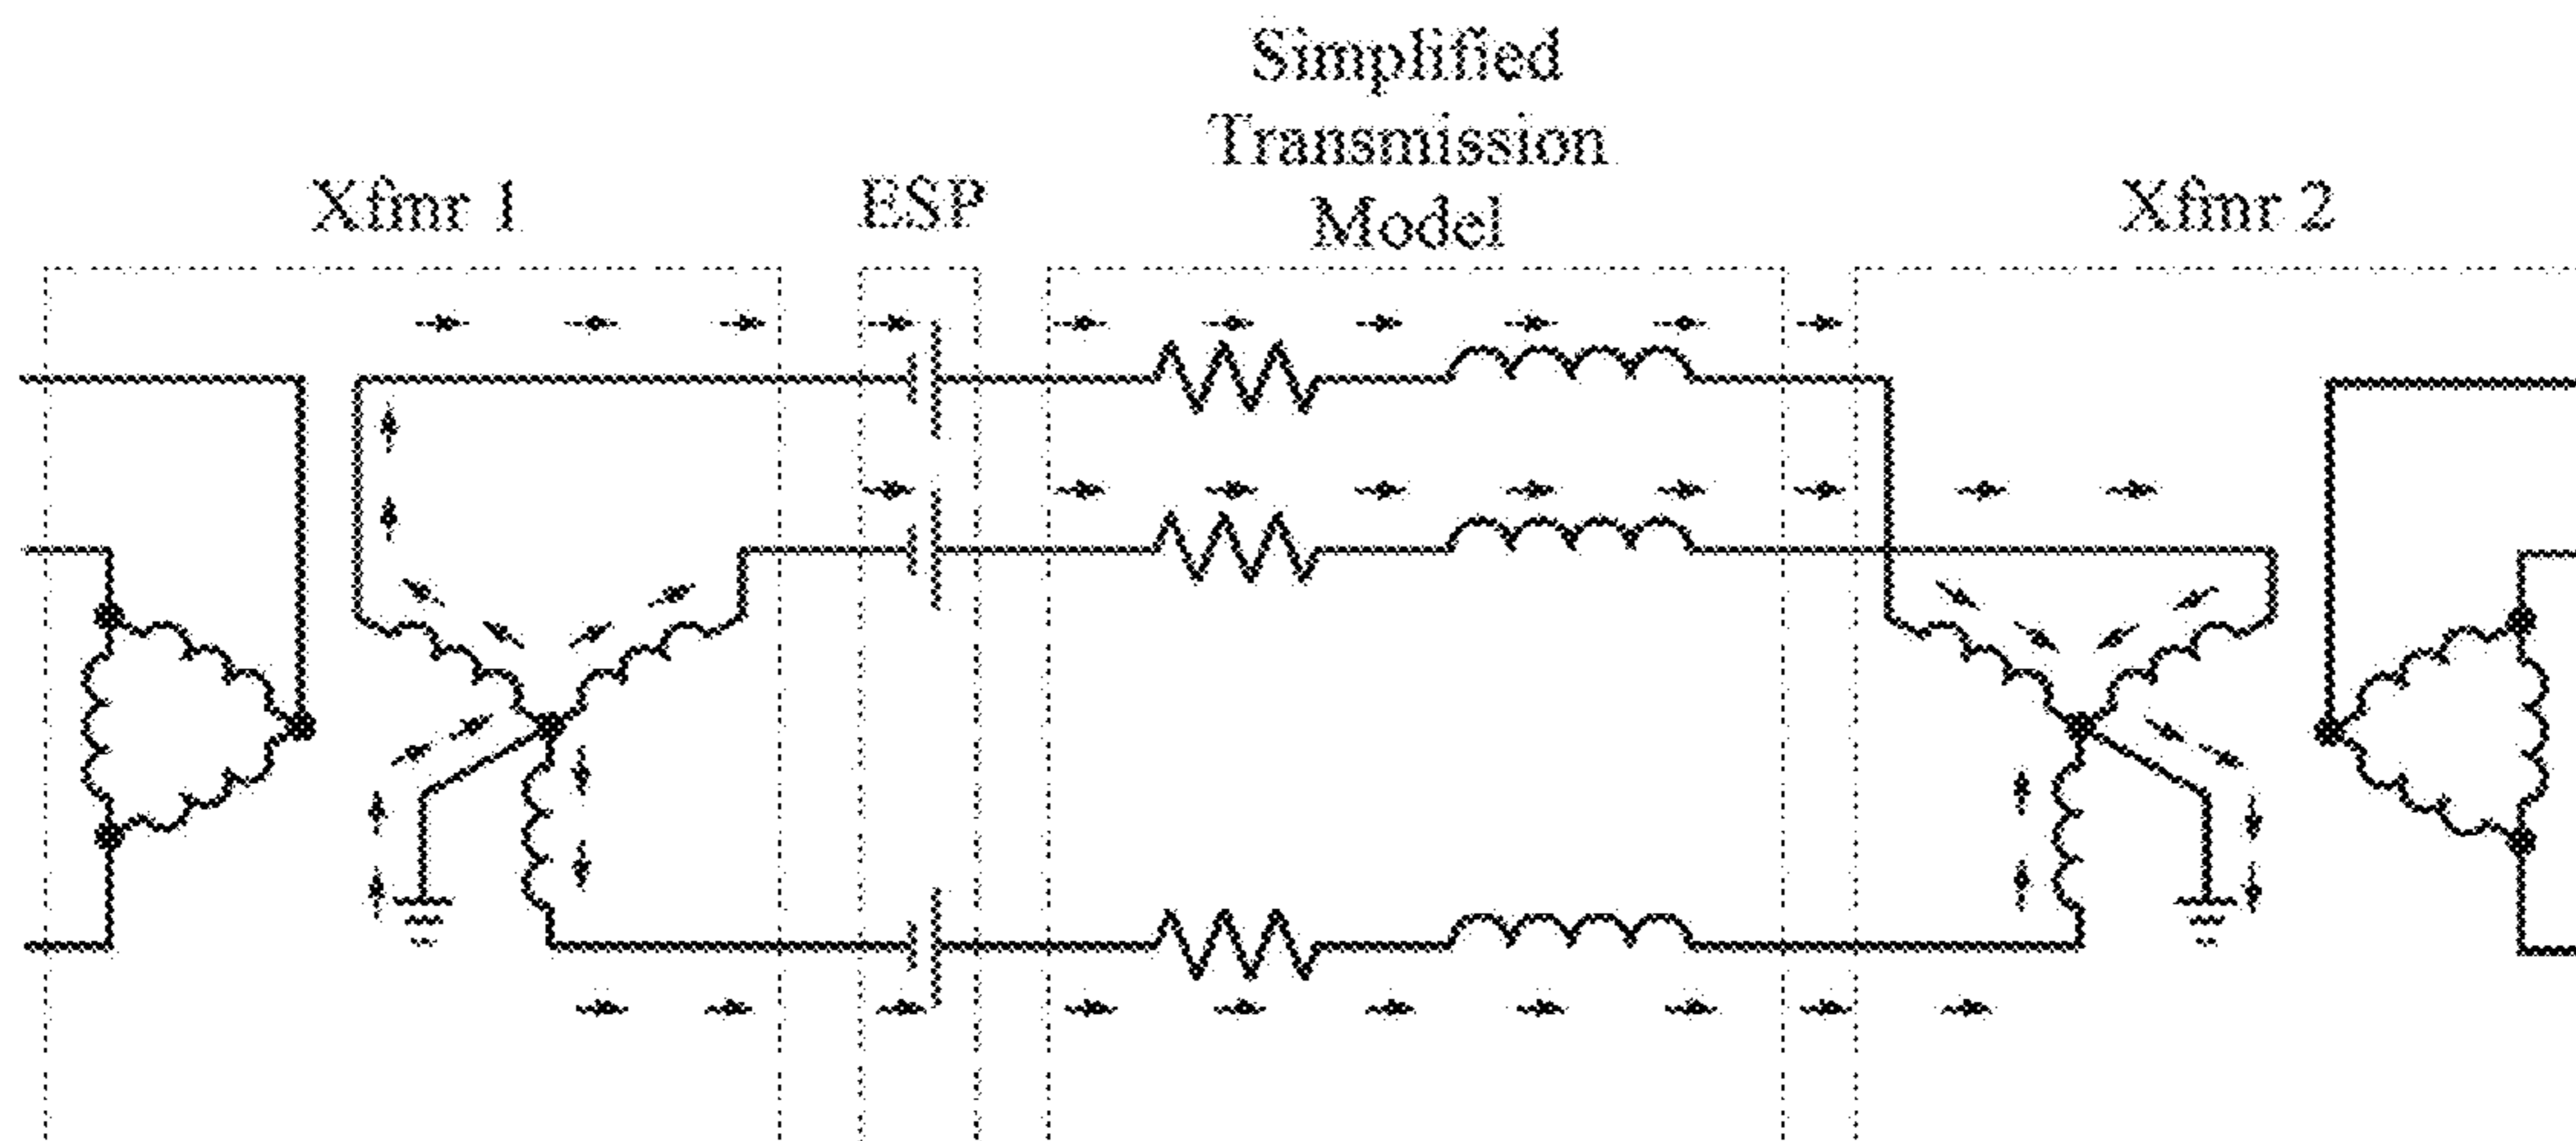 Simplified
Transmission
Model
Xfmr 1
ESP
Xfmr 2